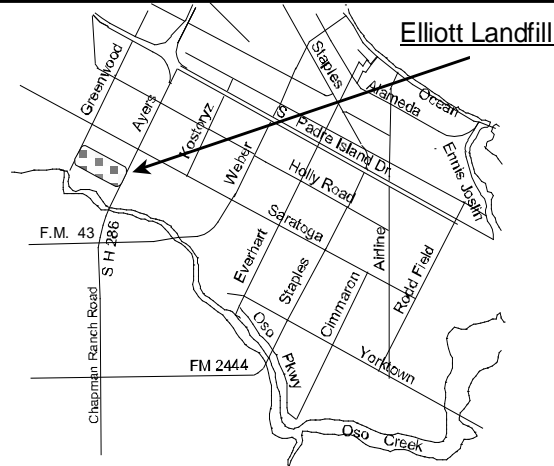 Elliott Landfill
Staples
Ocean
Alameda
Greenwood
Ayers
Kostoryz
Weber
S Padre Island Dr
Ennis Joslin
Holly Road
Saratoga
F.M. 43
S H 286
Everhart
Staples
Airline
Rodd Field
Cimmaron
Oso Pkwy
Yorktown
Chapman Ranch Road
FM 2444
Oso Creek